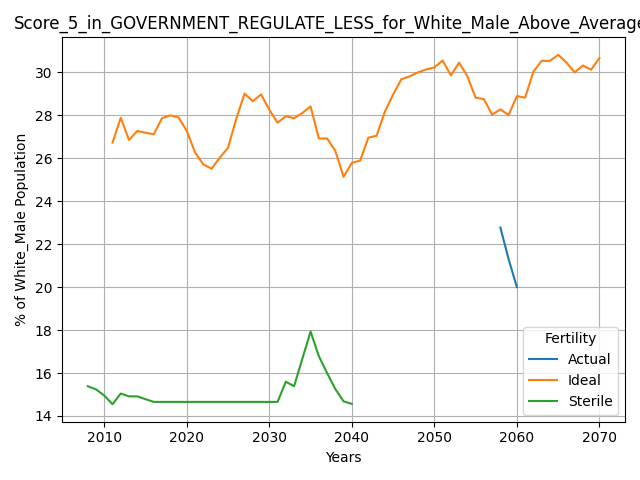 Score_5_in_GOVERNMENT_REGULATE_LESS_for_White_Male_Above_Average
% of White_Male Population
30
28
26
24
22
20
18
16
14
Fertility
Actual
Ideal
Sterile
2010 2020 2030 2040 2050 2060 2070
Years